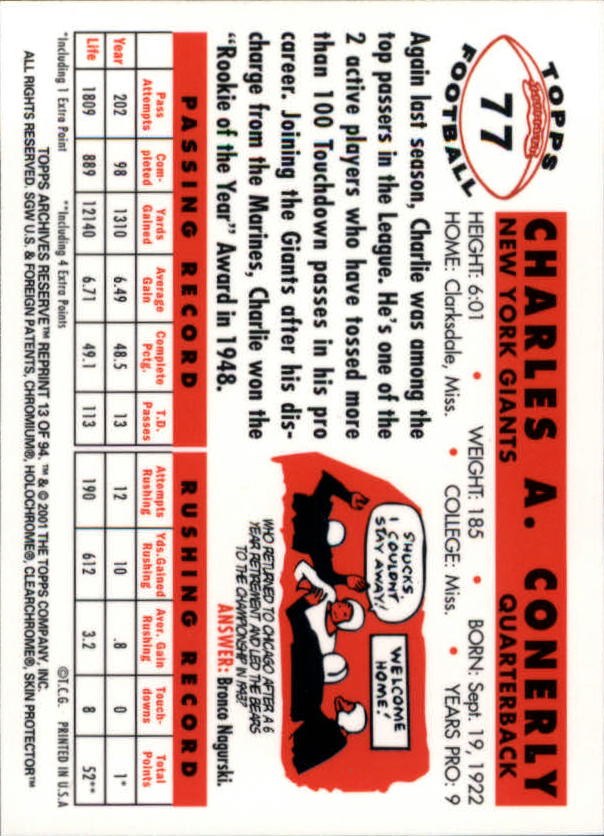 TOPPS
77
FOOTBALL
CHARLES A. CONERLY
NEW YORK GIANTS QUARTERBACK
HEIGHT: 6:01 • WEIGHT: 185 • BORN: Sept. 19, 1922
HOME: Clarksdale, Miss. • COLLEGE: Miss. • YEARS PRO: 9
Again last season, Charlie was among the
top passers in the League. He's one of the
2 active players who have tossed more
than 100 Touchdown passes in his pro
career. Joining the Giants after his dis-
charge from the Marines, Charlie won the
"Rookie of the Year" Award in 1948.
SHUCKS,
I COULDN'T
STAY AWAY!
WELCOME
HOME!
WHO RETURNED TO CHICAGO AFTER A 6
YEAR RETIREMENT AND LED THE BEARS
TO THE CHAMPIONSHIP IN 1943?
ANSWER: Bronco Nagurski.
PASSING RECORD RUSHING RECORD
Pass Attempts Com-pleted Yards Gained Average Gain Complete Pctg. T.D. Passes Attempts Rushing Yds.Gained Rushing Aver. Gain Rushing Touch-downs Total Points
Year 202 98 1310 6.49 48.5 13 12 10 .8 0 1*
Life 1809 889 12140 6.71 49.1 113 190 612 3.2 8 52**
*Including 1 Extra Point **Including 4 Extra Points ©T.C.G. PRINTED IN U.S.A
TOPPS ARCHIVES RESERVE™ REPRINT 13 OF 94. ™ & © 2001 THE TOPPS COMPANY, INC.
ALL RIGHTS RESERVED. SGW U.S. & FOREIGN PATENTS, CHROMIUM®, HOLOCHROME®, CLEARCHROME®, SKIN PROTECTOR™